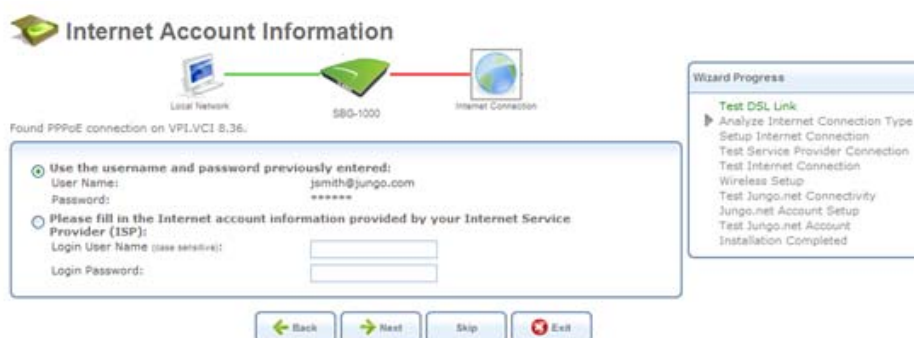 Internet Account Information
Local Network
SBG-1000
Internet Connection
Found PPPoE connection on VPI.VCI 8.36.
Use the username and password previously entered:
User Name: jsmith@jungo.com
Password: ******
Please fill in the Internet account information provided by your Internet Service
Provider (ISP):
Login User Name (case sensitive):
Login Password:
Back Next Skip Exit
Wizard Progress
Test DSL Link
Analyze Internet Connection Type
Setup Internet Connection
Test Service Provider Connection
Test Internet Connection
Wireless Setup
Test Jungo.net Connectivity
Jungo.net Account Setup
Test Jungo.net Account
Installation Completed